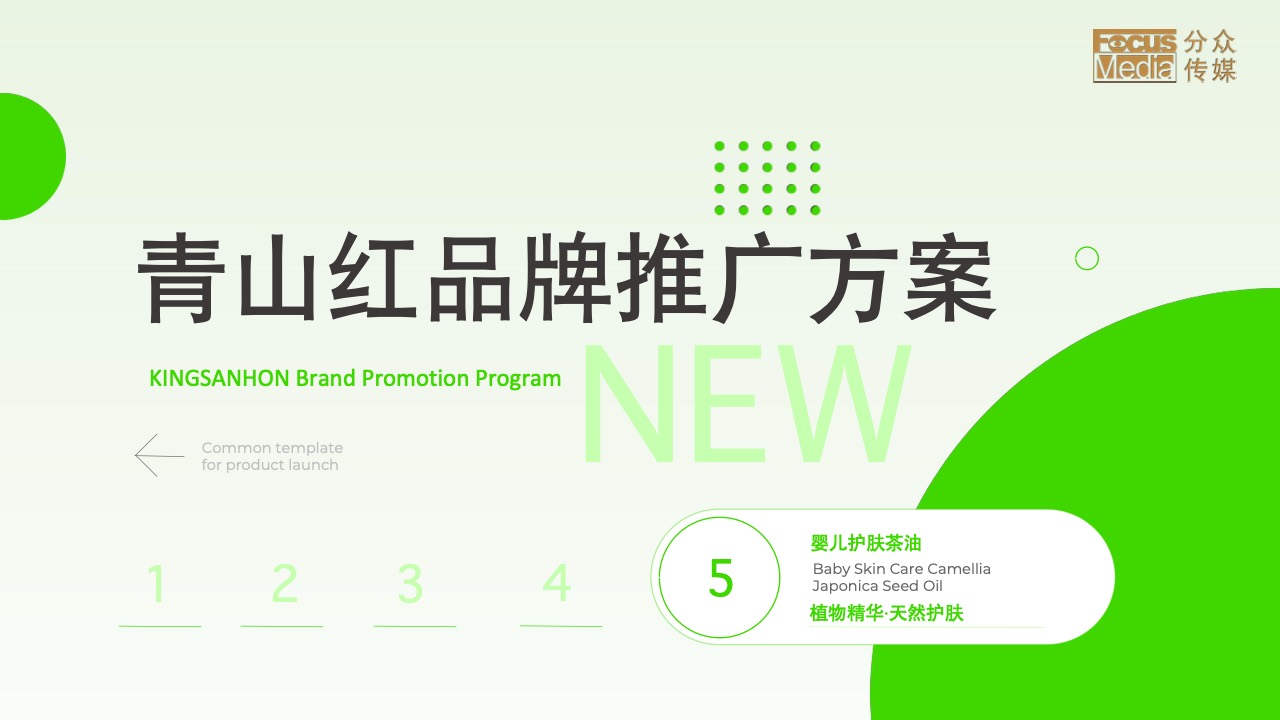 Focus
Media
分众
传媒
青山红品牌推广方案
NEW
KINGSANHON Brand Promotion Program
Common template
for product launch
1
2
3
4
5
婴儿护肤茶油
Baby Skin Care Camellia
Japonica Seed Oil
植物精华·天然护肤